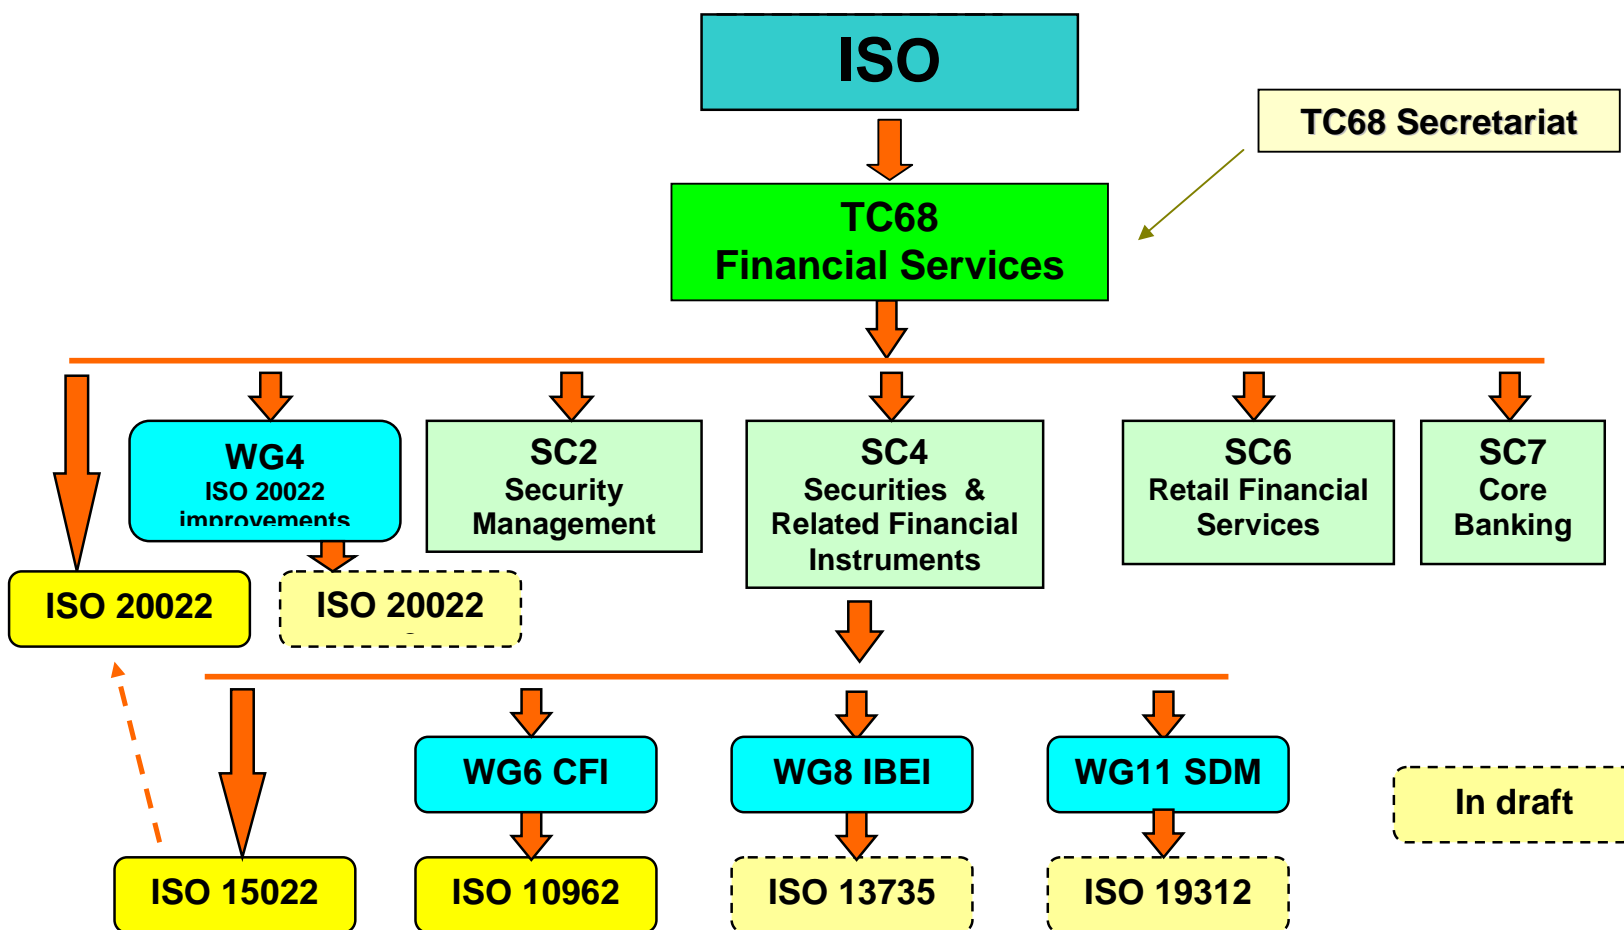 ISO
TC68 Secretariat
TC68
Financial Services
WG4
ISO 20022
improvements
SC2
Security
Management
SC4
Securities &
Related Financial
Instruments
SC6
Retail Financial
Services
SC7
Core
Banking
ISO 20022
ISO 20022
WG6 CFI
WG8 IBEI
WG11 SDM
In draft
ISO 15022
ISO 10962
ISO 13735
ISO 19312